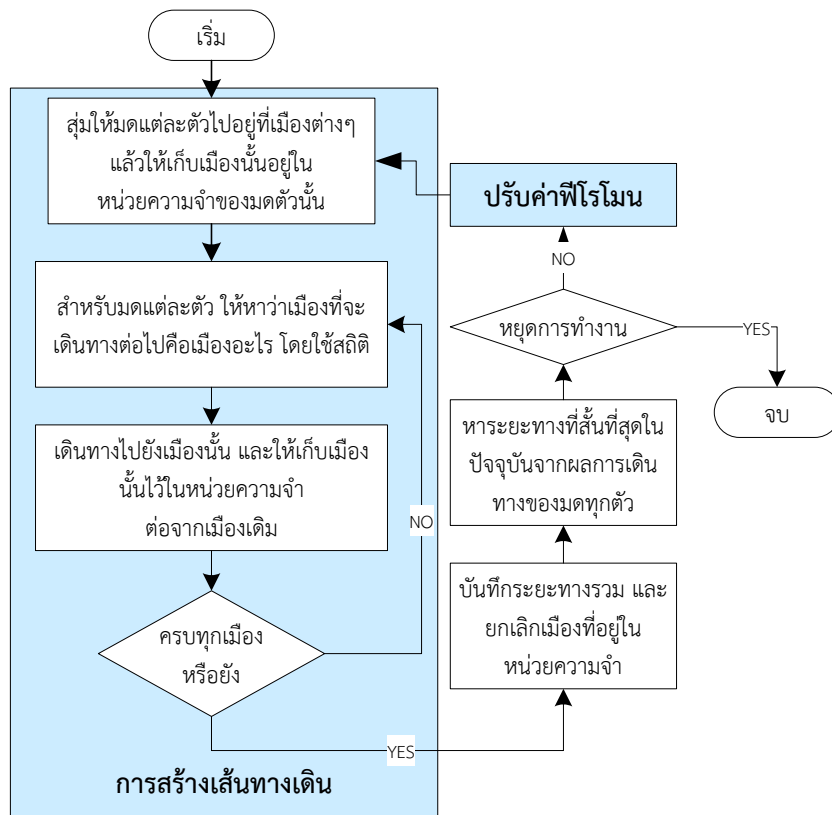 เริ่ม
สุ่มให้มดแต่ละตัวไปอยู่ที่เมืองต่างๆ
แล้วให้เก็บเมืองนั้นอยู่ใน
หน่วยความจำของมดตัวนั้น
สำหรับมดแต่ละตัว ให้หาว่าเมืองที่จะ
เดินทางต่อไปคือเมืองอะไร โดยใช้สถิติ
เดินทางไปยังเมืองนั้น และให้เก็บเมือง
นั้นไว้ในหน่วยความจำ
ต่อจากเมืองเดิม
NO
ครบทุกเมือง
หรือยัง
YES
การสร้างเส้นทางเดิน
บันทึกระยะทางรวม และ
ยกเลิกเมืองที่อยู่ใน
หน่วยความจำ
หาระยะทางที่สั้นที่สุดใน
ปัจจุบันจากผลการเดิน
ทางของมดทุกตัว
หยุดการทำงาน
NO
ปรับค่าฟีโรโมน
YES
จบ